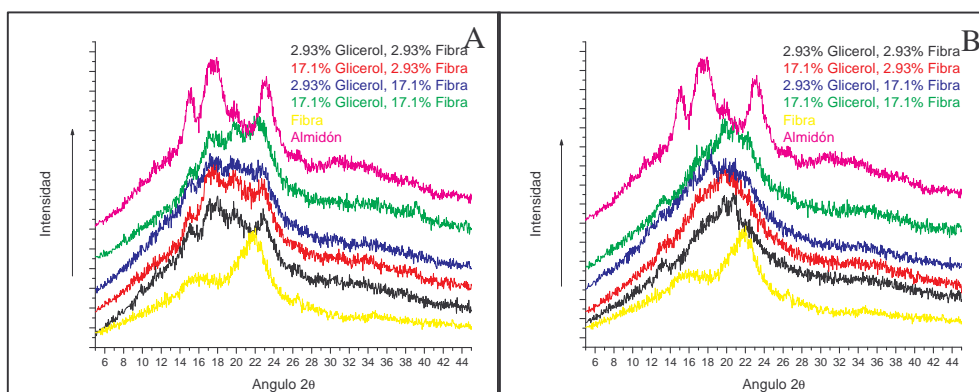 A
2.93% Glicerol, 2.93% Fibra
17.1% Glicerol, 2.93% Fibra
2.93% Glicerol, 17.1% Fibra
17.1% Glicerol, 17.1% Fibra
Fibra
Almidón
Intensidad
6 8 10 12 14 16 18 20 22 24 26 28 30 32 34 36 38 40 42 44
Angulo 2θ
B
2.93% Glicerol, 2.93% Fibra
17.1% Glicerol, 2.93% Fibra
2.93% Glicerol, 17.1% Fibra
17.1% Glicerol, 17.1% Fibra
Fibra
Almidón
Intensidad
6 8 10 12 14 16 18 20 22 24 26 28 30 32 34 36 38 40 42 44
Angulo 2θ